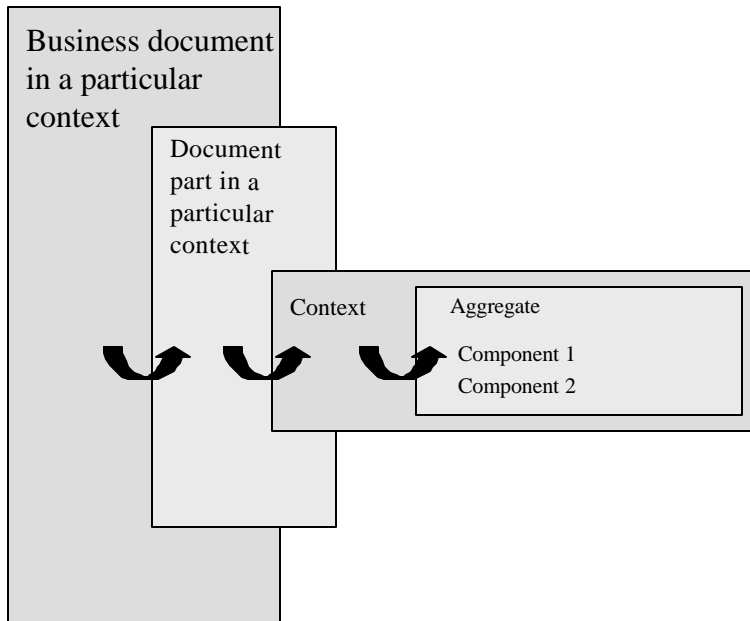 Business document
in a particular
context
Document
part in a
particular
context
Context
Aggregate
Component 1
Component 2